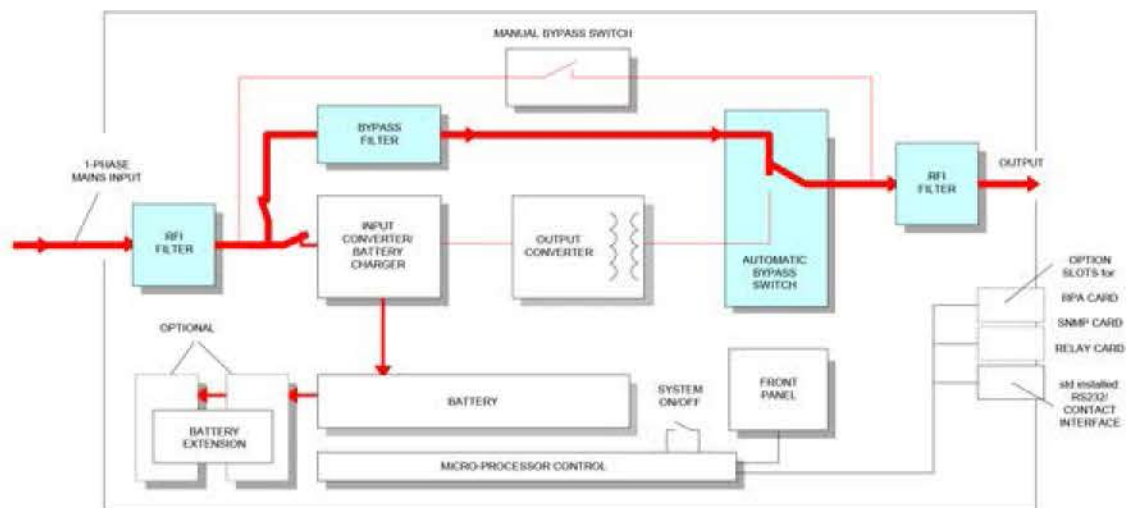 MANUAL BYPASS SWITCH
BYPASS
FILTER
1-PHASE
MAINS INPUT
RFI
FILTER
INPUT
CONVERTER/
BATTERY
CHARGER
OUTPUT
CONVERTER
AUTOMATIC
BYPASS
SWITCH
RFI
FILTER
OUTPUT
OPTION
SLOTS for
RPA CARD
SNMP CARD
RELAY CARD
std installed
RS232/
CONTACT
INTERFACE
OPTIONAL
BATTERY
EXTENSION
BATTERY
SYSTEM
ON/OFF
FRONT
PANEL
MICRO-PROCESSOR CONTROL